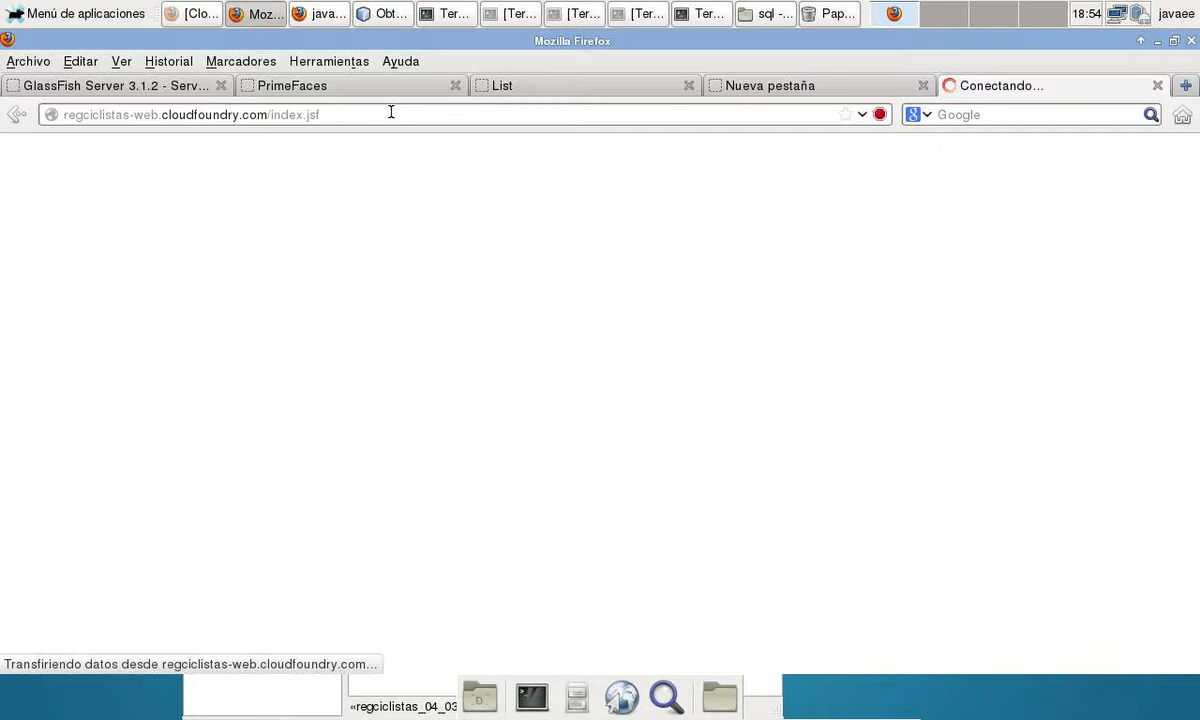 Menú de aplicaciones [Clo... Moz... java... Obt... Ter... [Ter... [Ter... [Ter... Ter... sql -... Pap... 18:54 javaee
Mozilla Firefox
Archivo Editar Ver Historial Marcadores Herramientas Ayuda
GlassFish Server 3.1.2 - Serv... PrimeFaces List Nueva pestaña Conectando...
regciclistas-web.cloudfoundry.com/index.jsf Google
Transfiriendo datos desde regciclistas-web.cloudfoundry.com...
«regciclistas_04_03